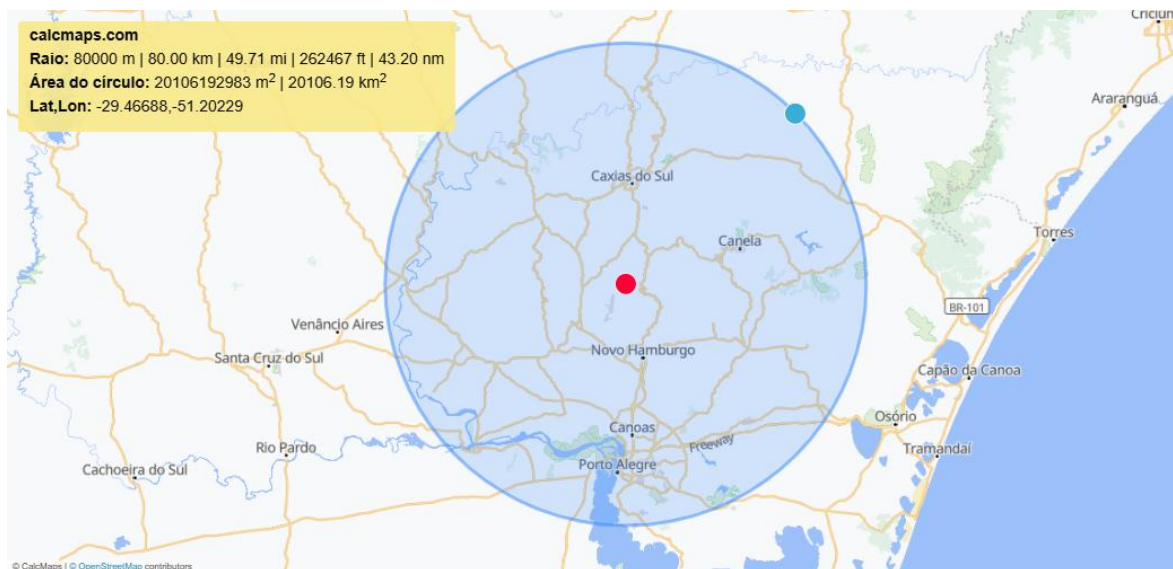 calcmaps.com
Raio: 80000 m | 80.00 km | 49.71 mi | 262467 ft | 43.20 nm
Área do círculo: 20106192983 m² | 20106.19 km²
Lat,Lon: -29.46688,-51.20229
Criciúm
Araranguá
Caxias do Sul
Canela
Torres
BR-101
Venâncio Aires
Novo Hamburgo
Santa Cruz do Sul
Capão da Canoa
Osório
Canoas
Freeway
Rio Pardo
Tramandaí
Porto Alegre
Cachoeira do Sul
© CalcMaps | © OpenStreetMap contributors